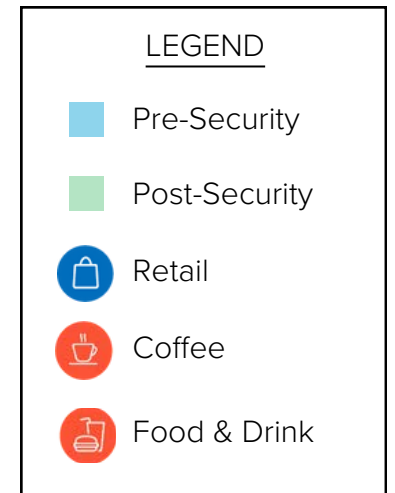 LEGEND
Pre-Security
Post-Security
Retail
Coffee
Food & Drink